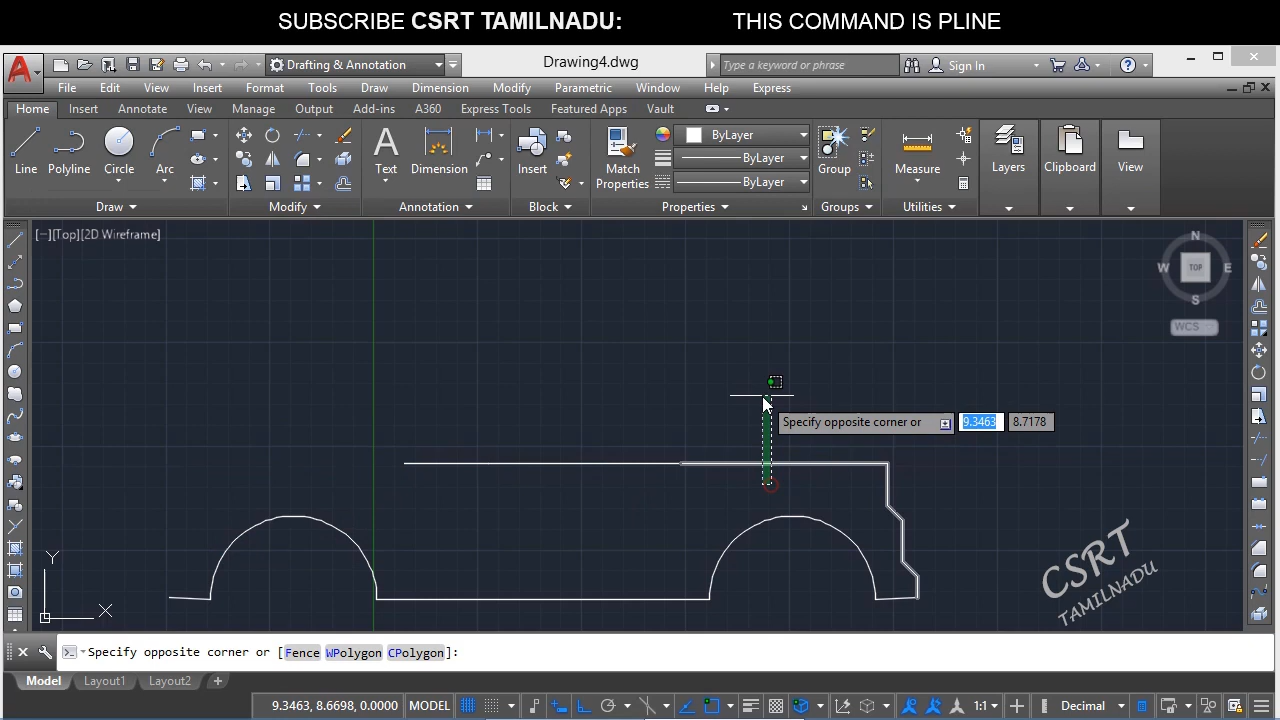 SUBSCRIBE CSRT TAMILNADU: THIS COMMAND IS PLINE
Drafting & Annotation Drawing4.dwg Type a keyword or phrase Sign In
File Edit View Insert Format Tools Draw Dimension Modify Parametric Window Help Express
Home Insert Annotate View Manage Output Add-ins A360 Express Tools Featured Apps Vault
ByLayer
ByLayer
ByLayer
Line Polyline Circle Arc Text Dimension Insert Match Properties Group Measure Layers Clipboard View
Draw Modify Annotation Block Properties Groups Utilities
[−][Top][2D Wireframe]
N
W TOP E
S
WCS
Specify opposite corner or 9.3463 8.7178
CSRT
TAMILNADU
Y
X
Specify opposite corner or [Fence WPolygon CPolygon]:
Model Layout1 Layout2 +
9.3463, 8.6698, 0.0000 MODEL 1:1 Decimal